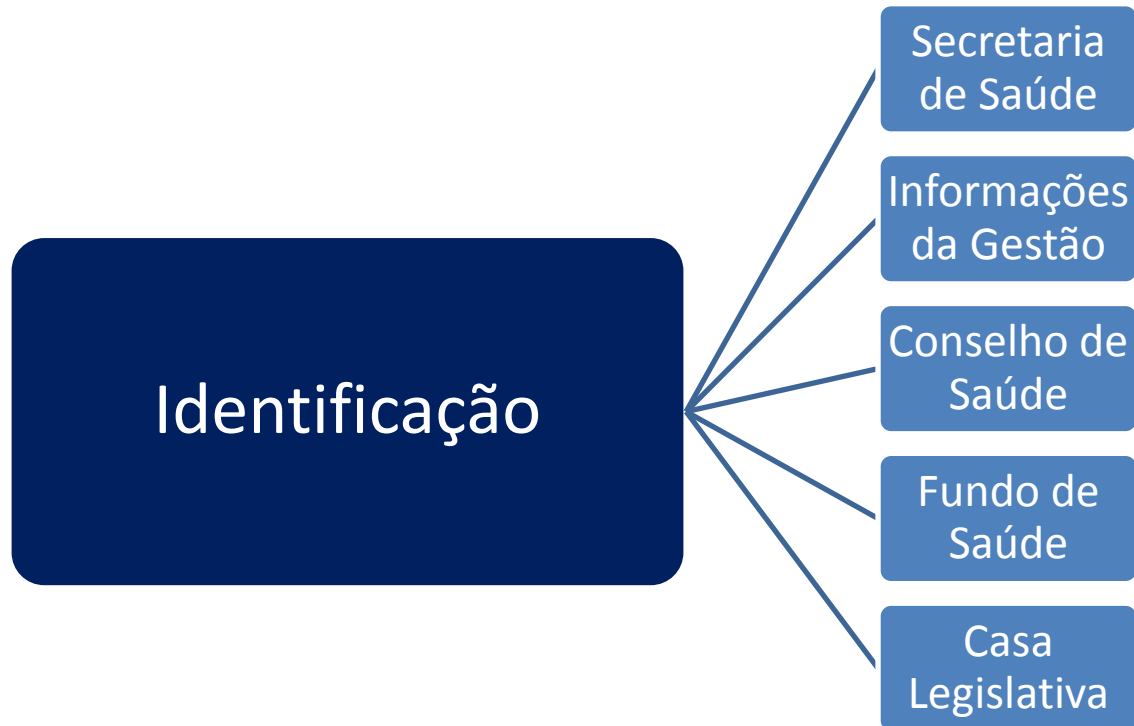 Identificação
Secretaria
de Saúde
Informações
da Gestão
Conselho de
Saúde
Fundo de
Saúde
Casa
Legislativa